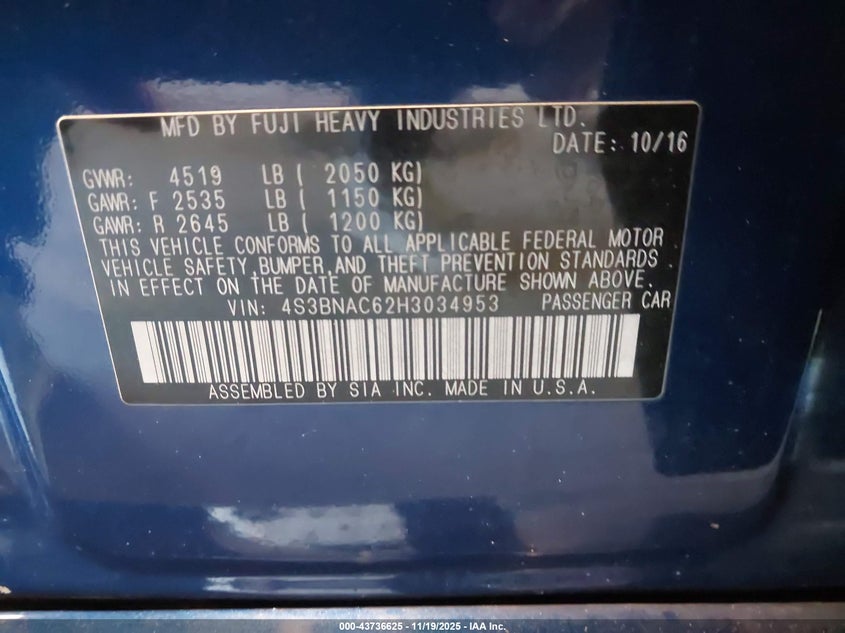 MFD BY FUJI HEAVY INDUSTRIES LTD.
DATE: 10/16
GVWR: 4519 LB ( 2050 KG)
GAWR: F 2535 LB ( 1150 KG)
GAWR: R 2645 LB ( 1200 KG)
THIS VEHICLE CONFORMS TO ALL APPLICABLE FEDERAL MOTOR
VEHICLE SAFETY,BUMPER,AND THEFT PREVENTION STANDARDS
IN EFFECT ON THE DATE OF MANUFACTURE SHOWN ABOVE.
VIN: 4S3BNAC62H3034953 PASSENGER CAR
ASSEMBLED BY SIA INC. MADE IN U.S.A.
000-43736625 - 11/19/2025 - IAA Inc.